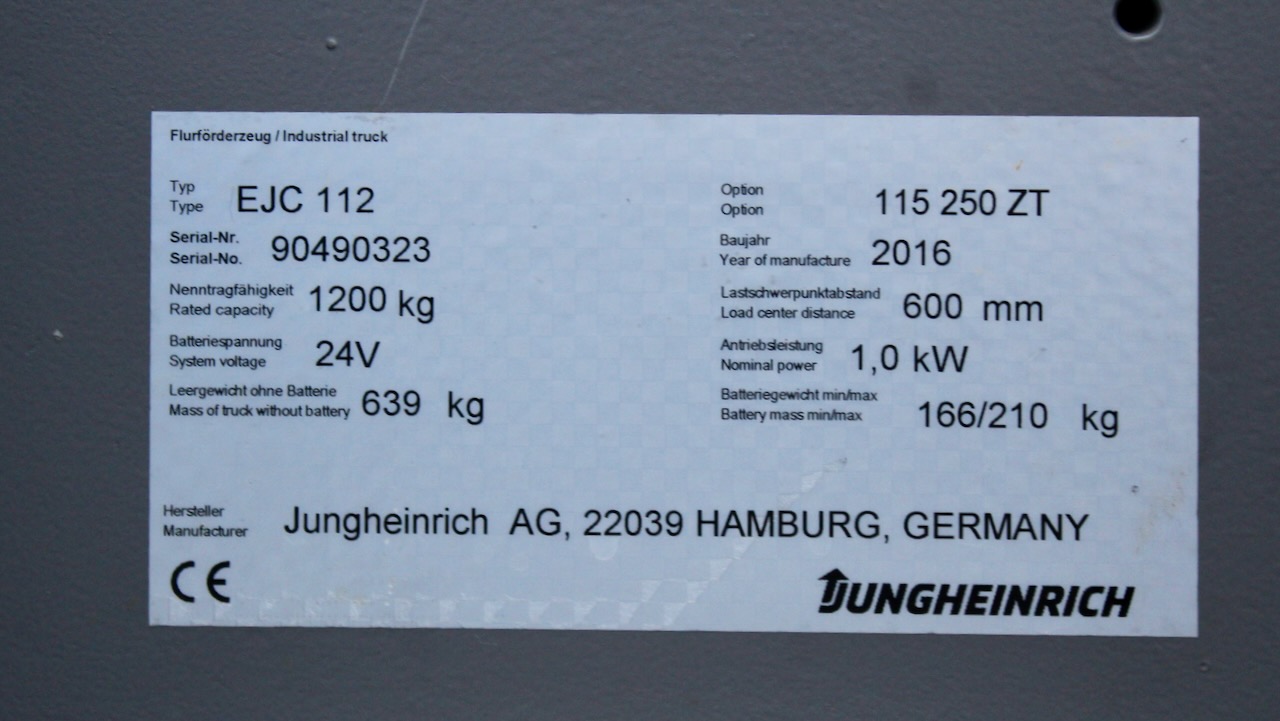 Flurförderzeug / Industrial truck
Typ
Type EJC 112
Option
Option 115 250 ZT
Serial-Nr.
Serial-No. 90490323
Baujahr
Year of manufacture 2016
Nenntragfähigkeit
Rated capacity 1200 kg
Lastschwerpunktabstand
Load center distance 600 mm
Batteriespannung
System voltage 24V
Antriebsleistung
Nominal power 1,0 kW
Leergewicht ohne Batterie
Mass of truck without battery 639 kg
Batteriegewicht min/max
Battery mass min/max 166/210 kg
Hersteller
Manufacturer Jungheinrich AG, 22039 HAMBURG, GERMANY
CE
JUNGHEINRICH